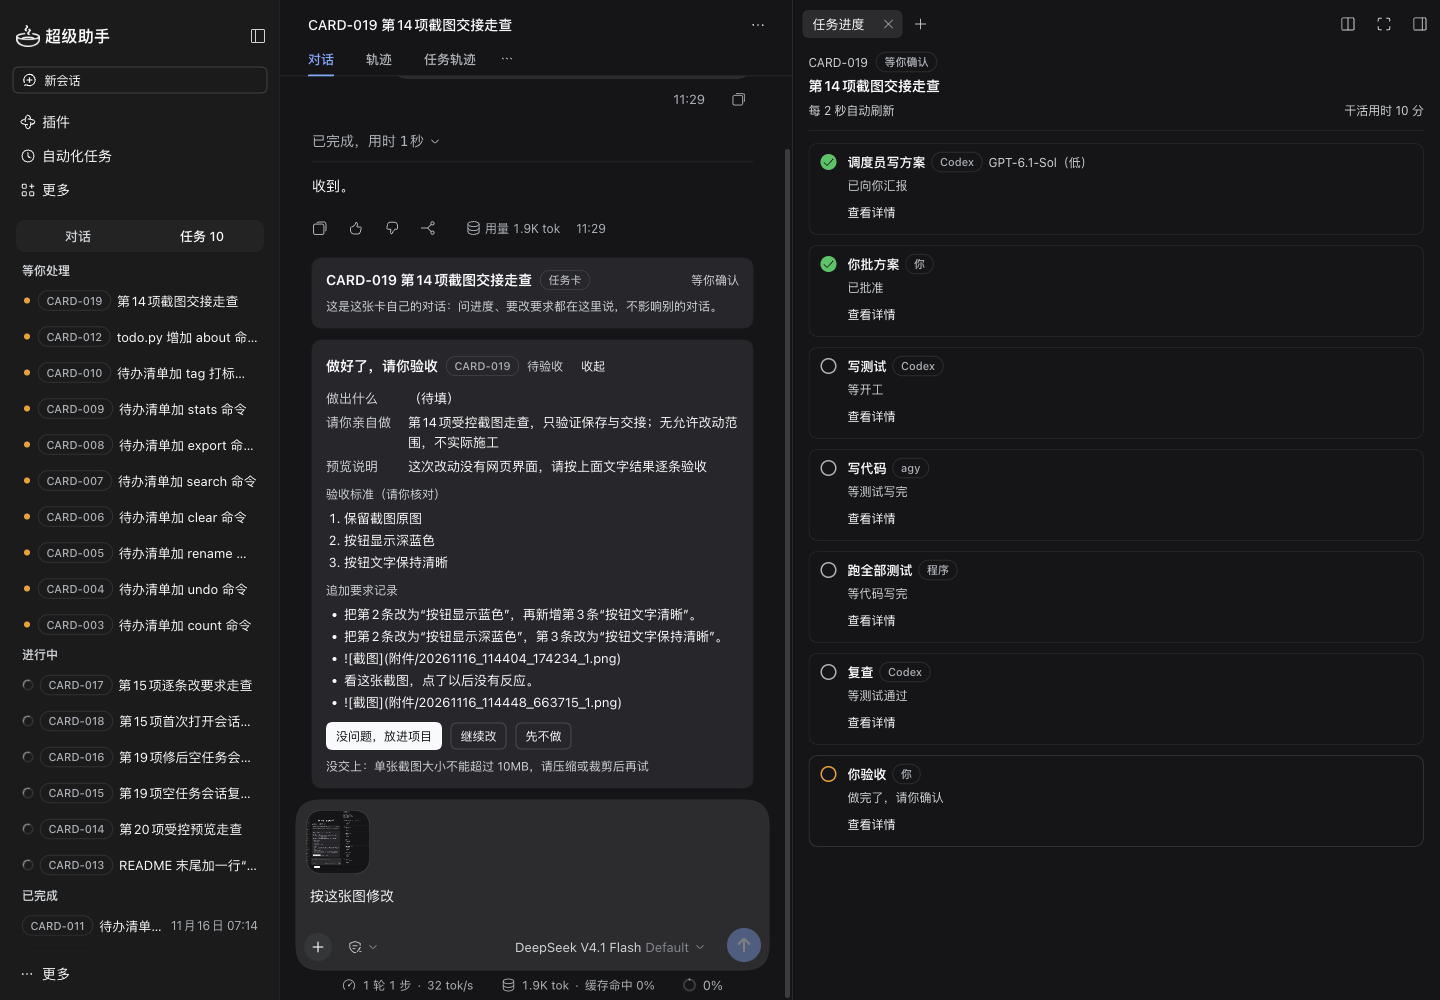 超级助手
新会话
插件
自动化任务
更多
对话
任务 10
等你处理
CARD-019 第14项截图交接走查
CARD-012 todo.py 增加 about 命...
CARD-010 待办清单加 tag 打标...
CARD-009 待办清单加 stats 命令
CARD-008 待办清单加 export 命...
CARD-007 待办清单加 search 命令
CARD-006 待办清单加 clear 命令
CARD-005 待办清单加 rename ...
CARD-004 待办清单加 undo 命令
CARD-003 待办清单加 count 命令
进行中
CARD-017 第15项逐条改要求走查
CARD-018 第15项首次打开会话...
CARD-016 第19项修后空任务会...
CARD-015 第19项空任务会话复...
CARD-014 第20项受控预览走查
CARD-013 README 末尾加一行“...
已完成
CARD-011 待办清单... 11月16日 07:14
··· 更多
CARD-019 第14项截图交接走查 ···
对话 轨迹 任务轨迹 ···
11:29
已完成，用时 1秒
收到。
用量 1.9K tok 11:29
CARD-019 第14项截图交接走查 任务卡 等你确认
这是这张卡自己的对话：问进度、要改要求都在这里说，不影响别的对话。
做好了，请你验收 CARD-019 待验收 收起
做出什么 （待填）
请你亲自做 第14项受控截图走查，只验证保存与交接；无允许改动范
围，不实际施工
预览说明 这次改动没有网页界面，请按上面文字结果逐条验收
验收标准（请你核对）
1. 保留截图原图
2. 按钮显示深蓝色
3. 按钮文字保持清晰
追加要求记录
• 把第2条改为“按钮显示蓝色”，再新增第3条“按钮文字清晰”。
• 把第2条改为“按钮显示深蓝色”，第3条改为“按钮文字保持清晰”。
• ![截图](附件/20261116_114404_174234_1.png)
• 看这张截图，点了以后没有反应。
• ![截图](附件/20261116_114448_663715_1.png)
没问题，放进项目 继续改 先不做
没交上：单张截图大小不能超过 10MB，请压缩或裁剪后再试
按这张图修改
DeepSeek V4.1 Flash Default
1 轮 1 步 · 32 tok/s 1.9K tok · 缓存命中 0% 0%
任务进度
CARD-019 等你确认
第14项截图交接走查
每 2 秒自动刷新 干活用时 10 分
调度员写方案 Codex GPT-6.1-Sol（低）
已向你汇报
查看详情
你批方案 你
已批准
查看详情
写测试 Codex
等开工
查看详情
写代码 agy
等测试写完
查看详情
跑全部测试 程序
等代码写完
查看详情
复查 Codex
等测试通过
查看详情
你验收 你
做完了，请你确认
查看详情